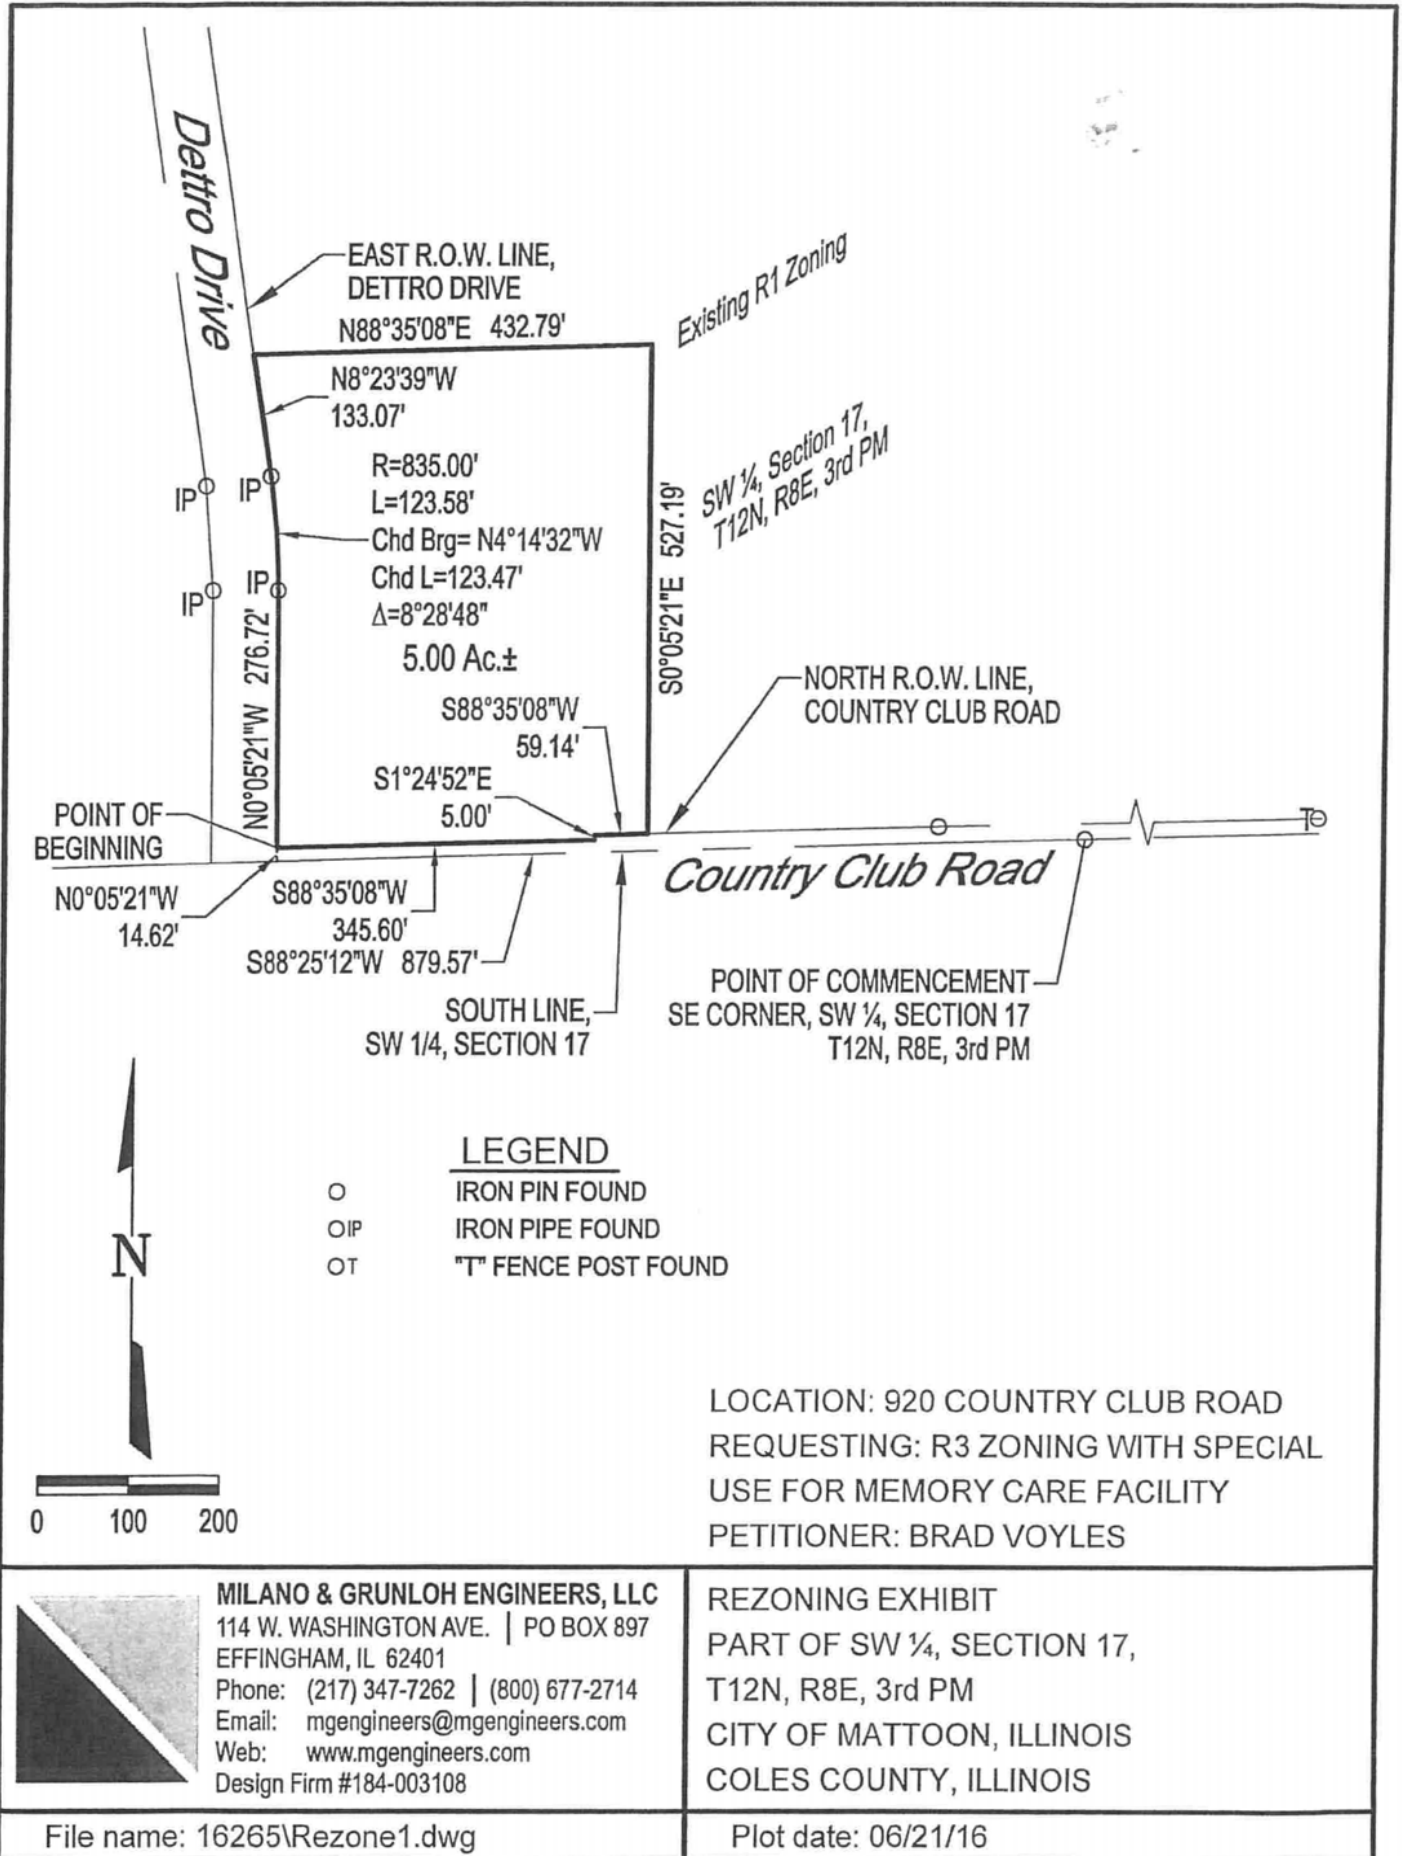 Dettro Drive
EAST R.O.W. LINE,
DETTRO DRIVE
N88°35'08"E 432.79'
Existing R1 Zoning
N8°23'39"W
133.07'
R=835.00'
L=123.58'
Chd Brg= N4°14'32"W
Chd L=123.47'
Δ=8°28'48"
5.00 Ac.±
SW ¼, Section 17,
T12N, R8E, 3rd PM
IP
IP
IP
IP
N0°05'21"W 276.72'
S0°05'21"E 527.19'
S88°35'08"W
59.14'
S1°24'52"E
5.00'
NORTH R.O.W. LINE,
COUNTRY CLUB ROAD
POINT OF
BEGINNING
T
Country Club Road
N0°05'21"W
14.62'
S88°35'08"W
345.60'
S88°25'12"W 879.57'
SOUTH LINE,
SW 1/4, SECTION 17
POINT OF COMMENCEMENT
SE CORNER, SW ¼, SECTION 17
T12N, R8E, 3rd PM
LEGEND
IRON PIN FOUND
IP IRON PIPE FOUND
T "T" FENCE POST FOUND
N
0 100 200
LOCATION: 920 COUNTRY CLUB ROAD
REQUESTING: R3 ZONING WITH SPECIAL
USE FOR MEMORY CARE FACILITY
PETITIONER: BRAD VOYLES
MILANO & GRUNLOH ENGINEERS, LLC
114 W. WASHINGTON AVE. | PO BOX 897
EFFINGHAM, IL 62401
Phone: (217) 347-7262 | (800) 677-2714
Email: mgengineers@mgengineers.com
Web: www.mgengineers.com
Design Firm #184-003108
REZONING EXHIBIT
PART OF SW ¼, SECTION 17,
T12N, R8E, 3rd PM
CITY OF MATTOON, ILLINOIS
COLES COUNTY, ILLINOIS
File name: 16265\Rezone1.dwg
Plot date: 06/21/16